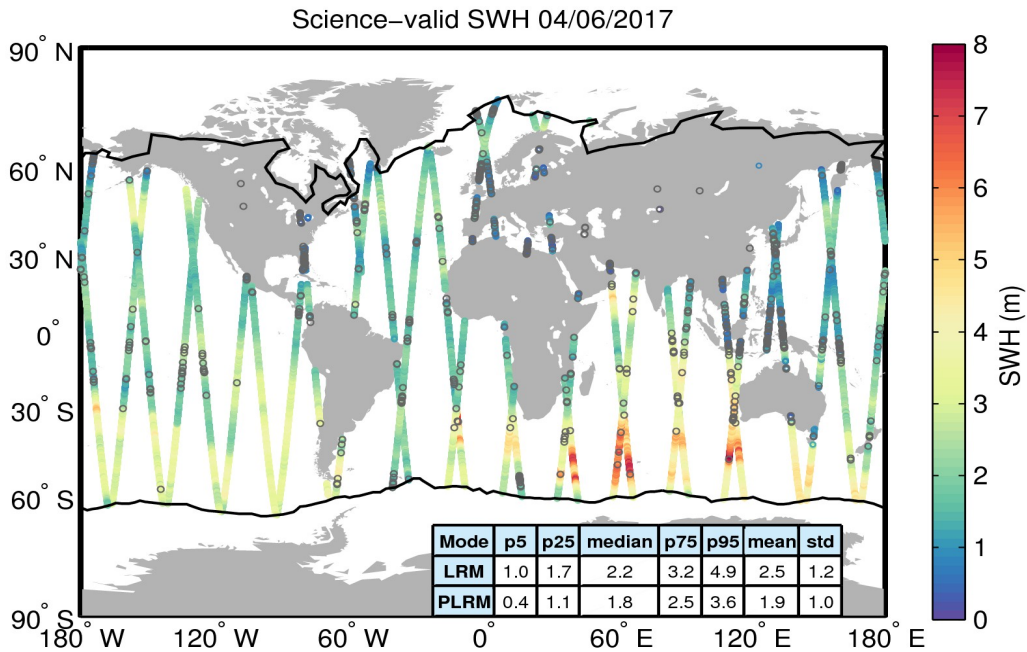 Science−valid SWH 04/06/2017
90° N
60° N
30° N
0°
30° S
60° S
90° S
180° W
120° W
60° W
0°
60° E
120° E
180° E
Mode p5 p25 median p75 p95 mean std
LRM 1.0 1.7 2.2 3.2 4.9 2.5 1.2
PLRM 0.4 1.1 1.8 2.5 3.6 1.9 1.0
8
7
6
5
4
3
2
1
0
SWH (m)